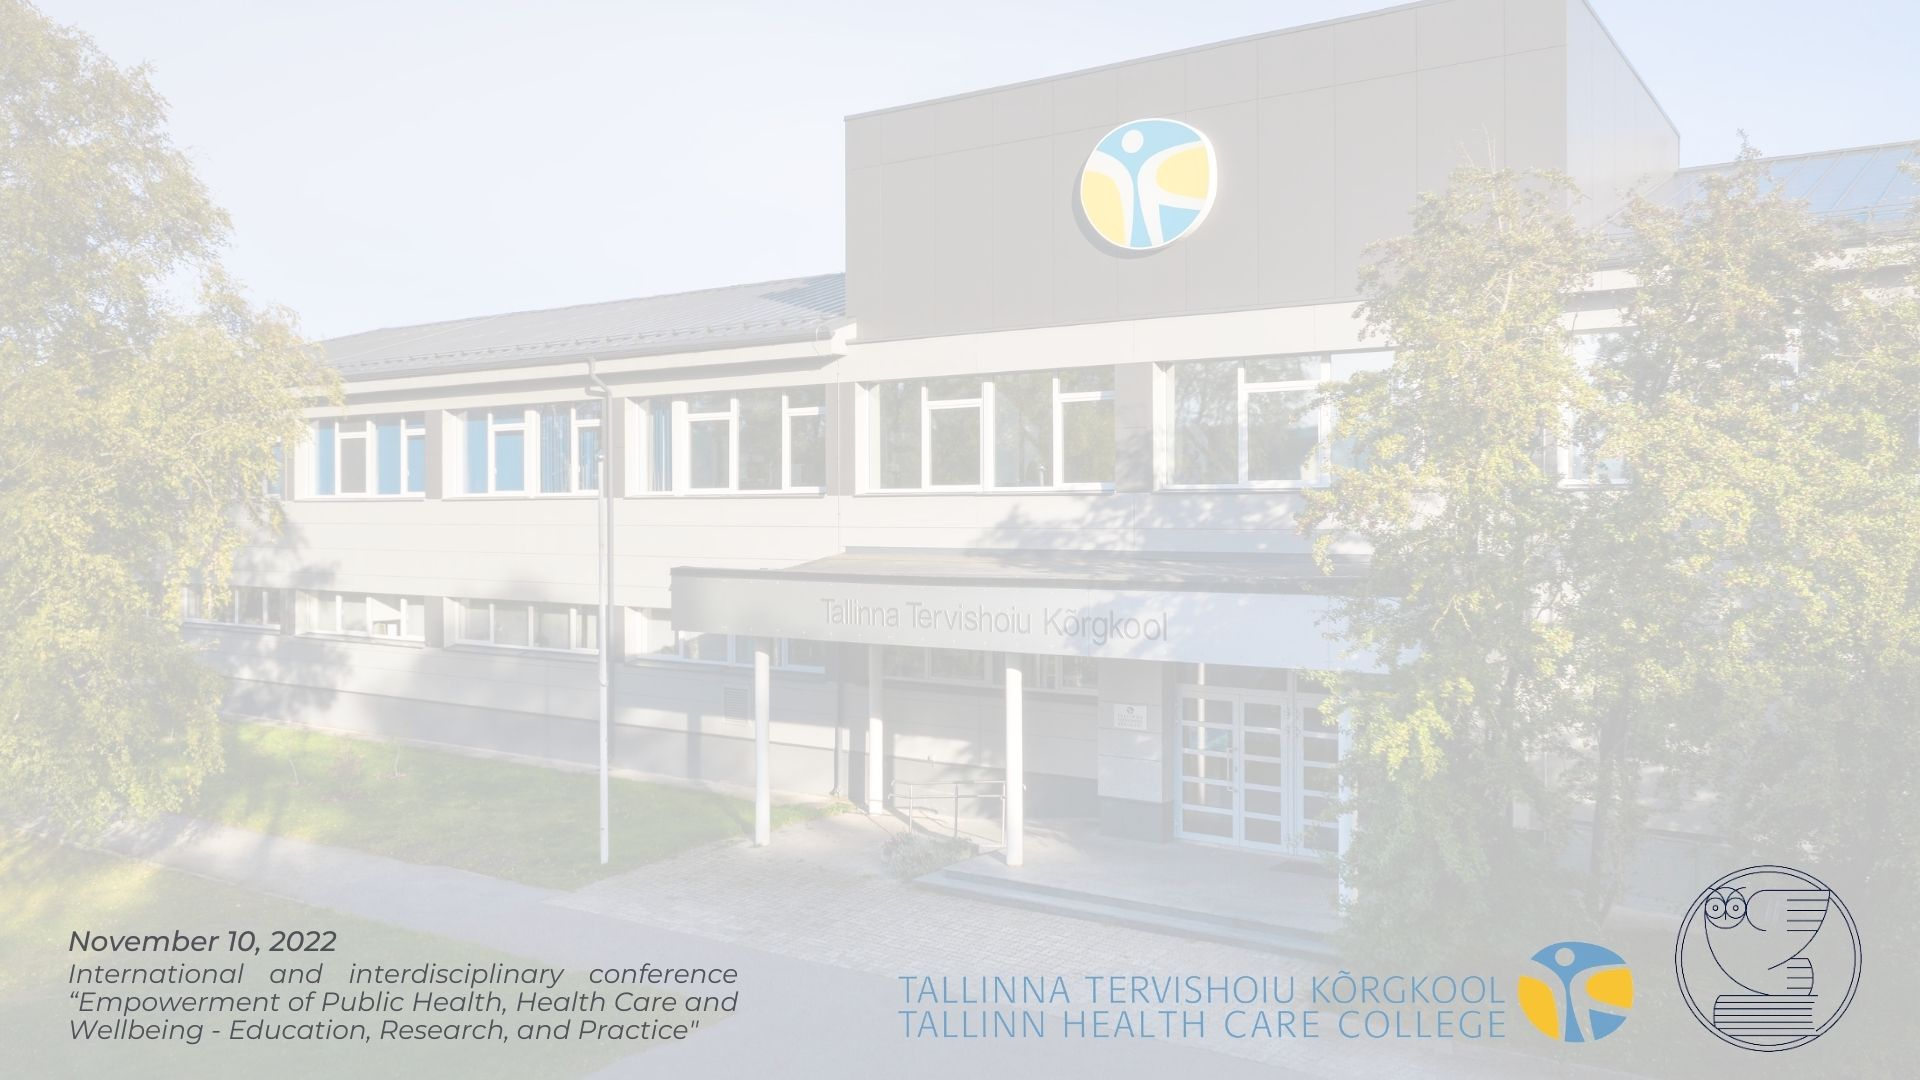 Tallinna Tervishoiu Kõrgkool
November 10, 2022
International and interdisciplinary conference
“Empowerment of Public Health, Health Care and
Wellbeing - Education, Research, and Practice"
TALLINNA TERVISHOIU KÕRGKOOL
TALLINN HEALTH CARE COLLEGE